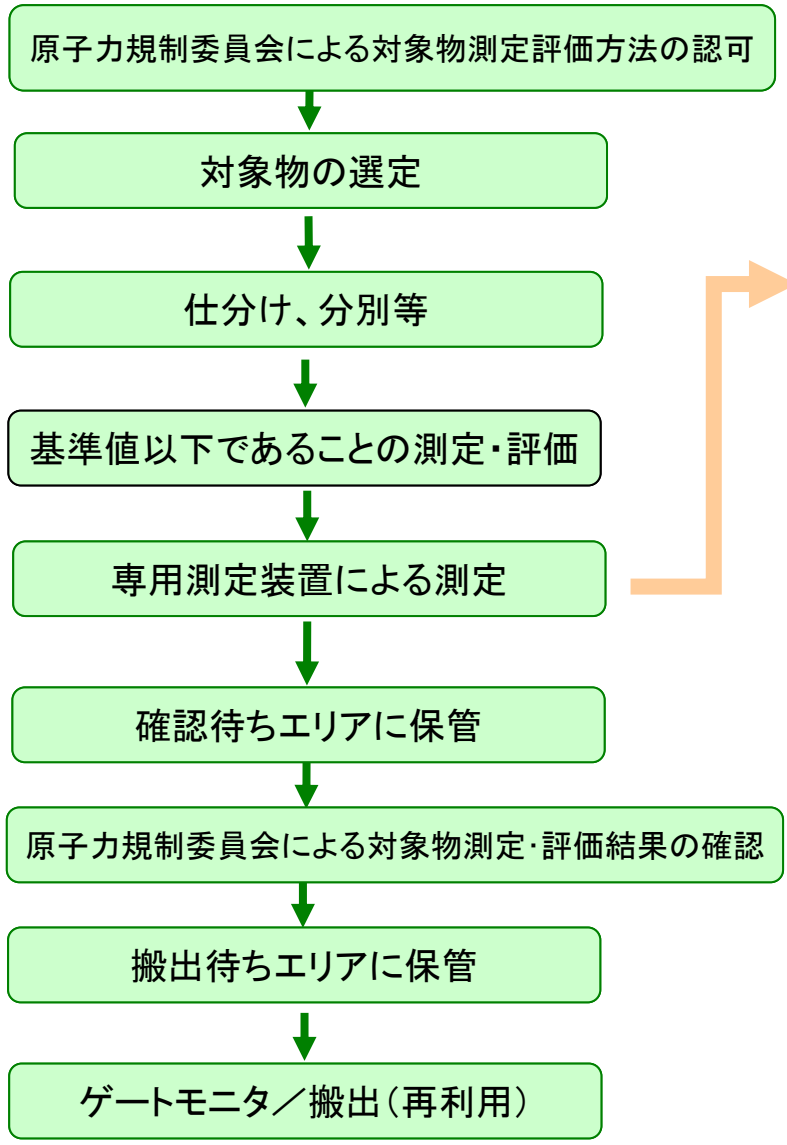 原子力規制委員会による対象物測定評価方法の認可
対象物の選定
仕分け、分別等
基準値以下であることの測定・評価
専用測定装置による測定
確認待ちエリアに保管
原子力規制委員会による対象物測定・評価結果の確認
搬出待ちエリアに保管
ゲートモニタ／搬出(再利用)